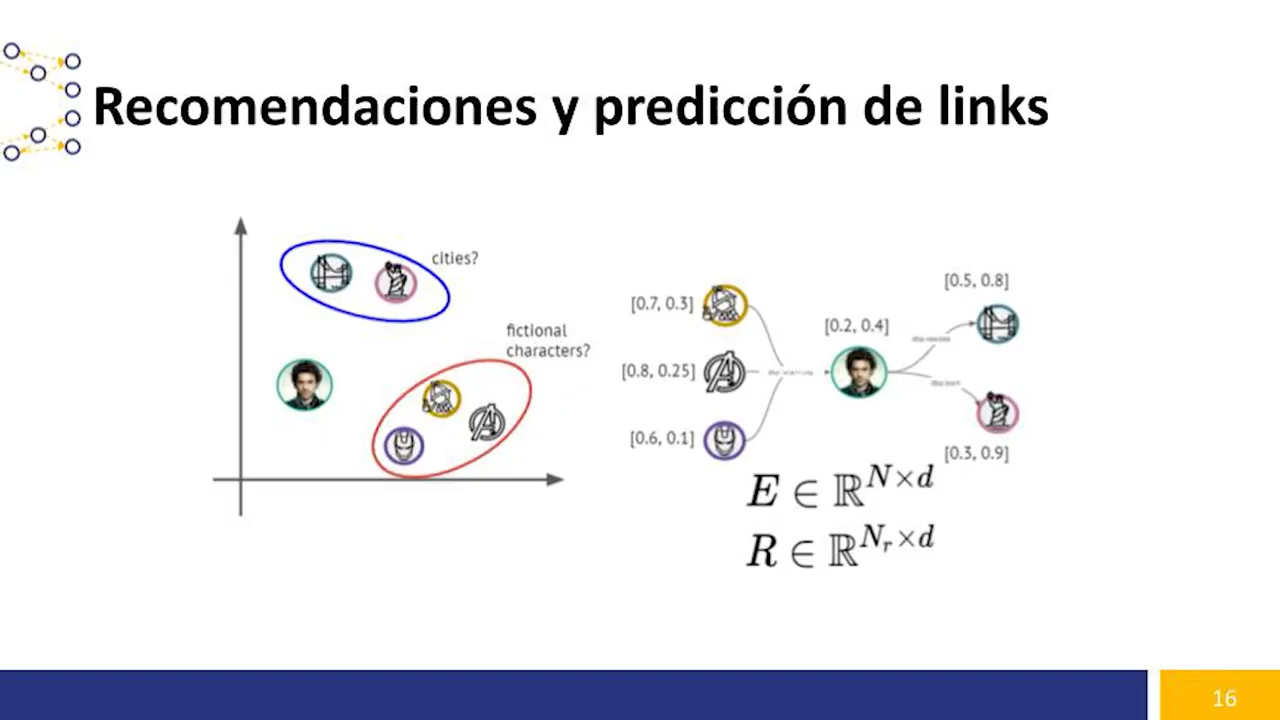 Recomendaciones y predicción de links
cities?
fictional
characters?
[0.7, 0.3]
[0.8, 0.25]
[0.6, 0.1]
[0.2, 0.4]
[0.5, 0.8]
[0.3, 0.9]
E ∈ ℝ^{N×d}
R ∈ ℝ^{N_r×d}
16